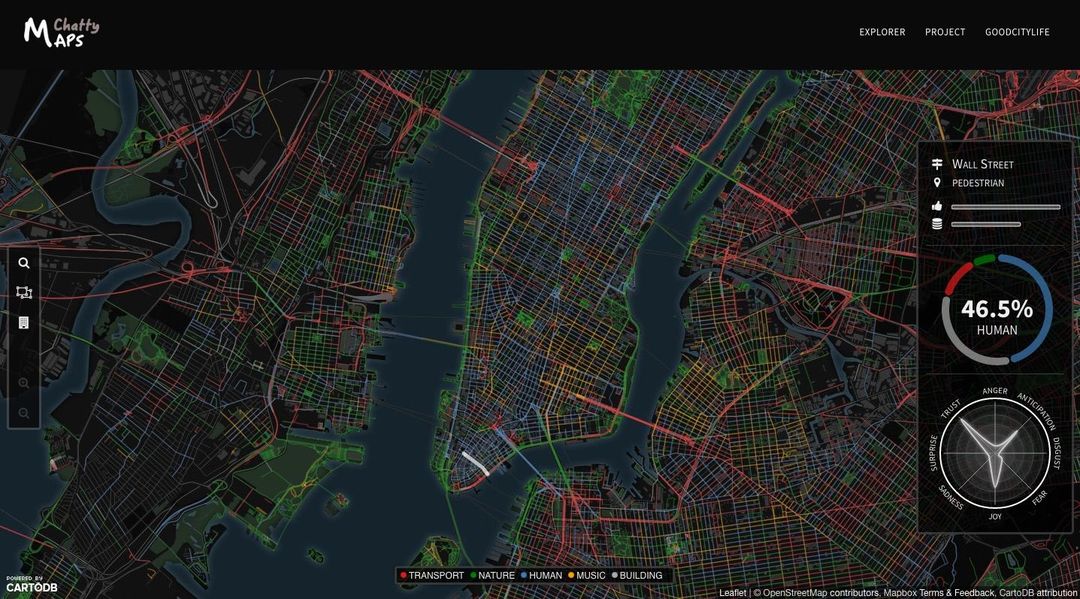 Chatty
MAPS
EXPLORER PROJECT GOODCITYLIFE
WALL STREET
PEDESTRIAN
46.5%
HUMAN
ANGER
ANTICIPATION
DISGUST
FEAR
JOY
SADNESS
SURPRISE
TRUST
TRANSPORT NATURE HUMAN MUSIC BUILDING
POWERED BY
CARTODB
Leaflet | © OpenStreetMap contributors, Mapbox Terms & Feedback, CartoDB attribution